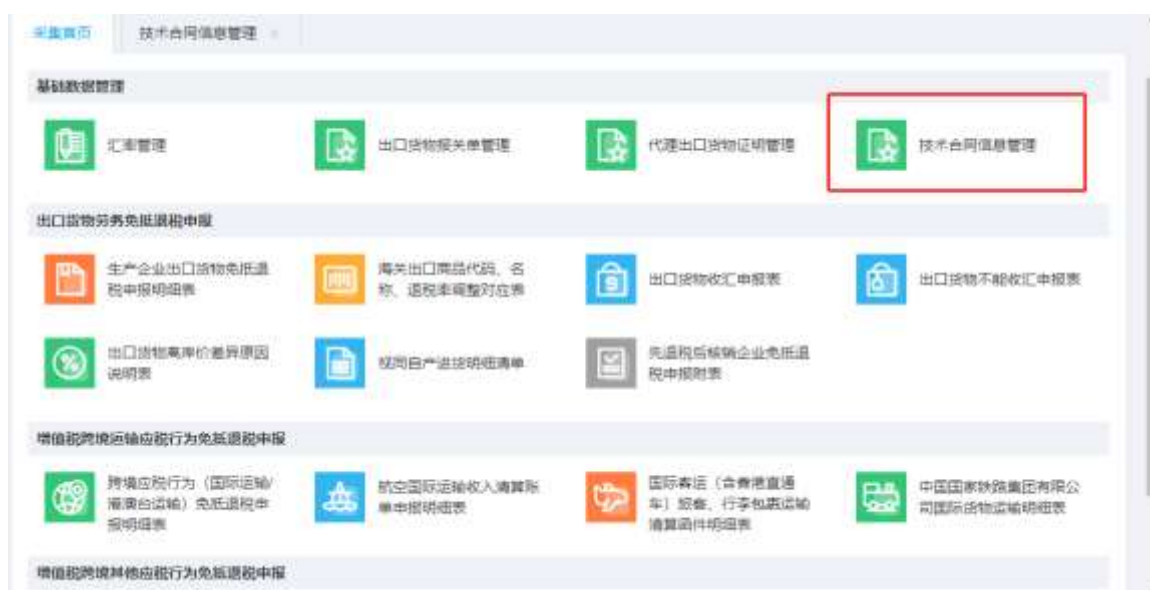 采集首页
技术合同信息管理
基础数据管理
汇率管理
出口货物报关单管理
代理出口货物证明管理
技术合同信息管理
出口货物劳务免抵退税申报
生产企业出口货物免抵退
税申报明细表
海关出口商品代码、名
称、退税率调整对应表
出口货物收汇申报表
出口货物不能收汇申报表
出口货物离岸价差异原因
说明表
视同自产进货明细清单
先退税后核销企业免抵退
税申报附表
增值税跨境运输应税行为免抵退税申报
跨境应税行为（国际运输/
港澳台运输）免抵退税申
报明细表
航空国际运输收入清算账
单申报明细表
国际客运（含香港直通
车）旅客、行李包裹运输
清算函件明细表
中国国家铁路集团有限公
司国际货物运输明细表
增值税跨境其他应税行为免抵退税申报